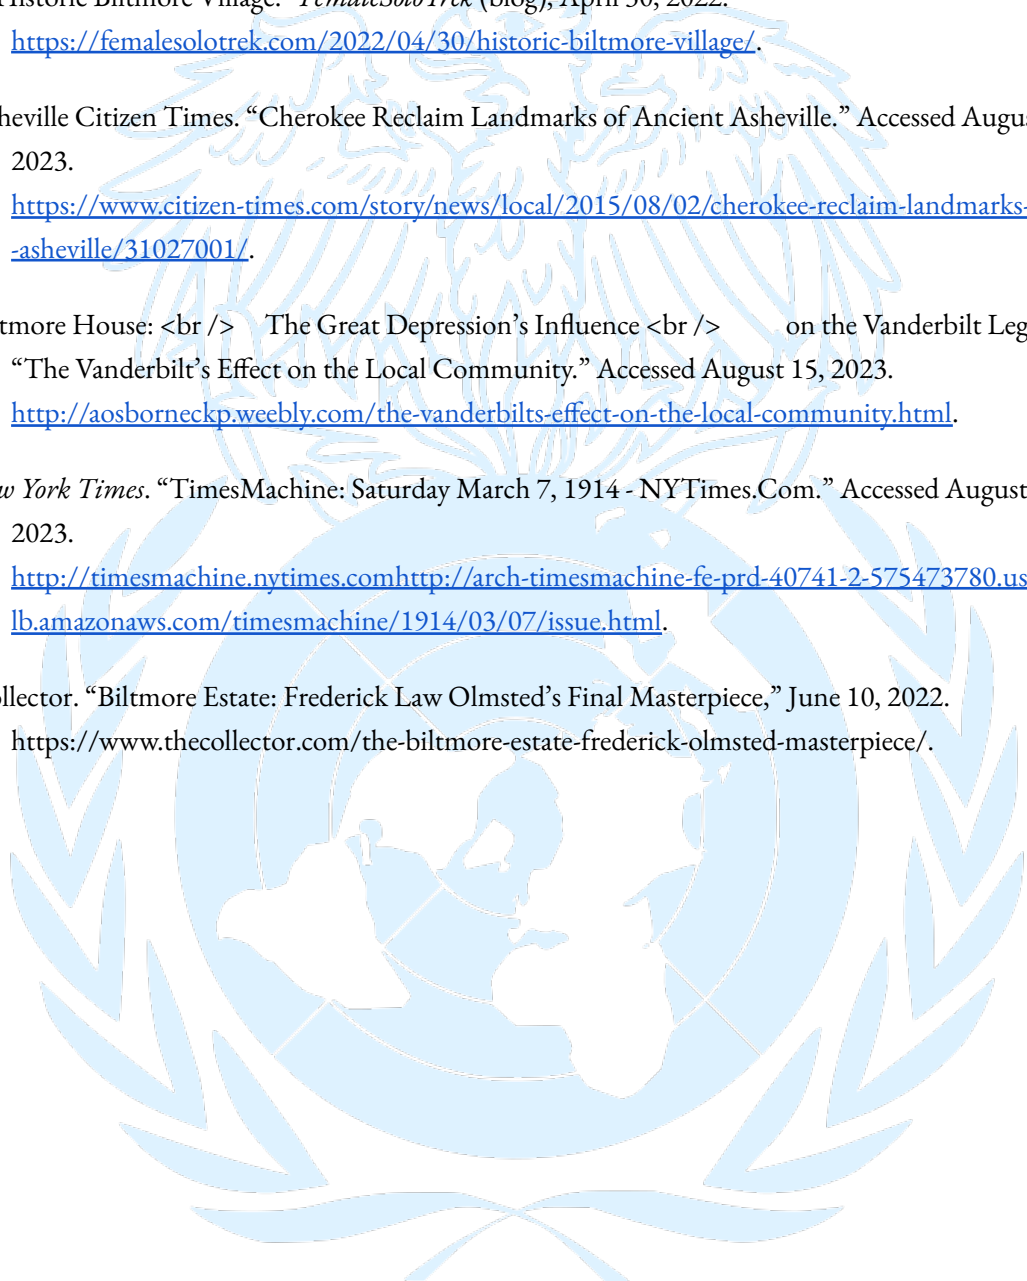 Historic Biltmore Village.” FemaleSoloTrek (blog), April 30, 2022.
https://femalesolotrek.com/2022/04/30/historic-biltmore-village/.
heville Citizen Times. “Cherokee Reclaim Landmarks of Ancient Asheville.” Accessed Augus
2023.
https://www.citizen-times.com/story/news/local/2015/08/02/cherokee-reclaim-landmarks-
-asheville/31027001/.
tmore House: <br /> The Great Depression’s Influence <br /> on the Vanderbilt Leg
“The Vanderbilt’s Effect on the Local Community.” Accessed August 15, 2023.
http://aosborneckp.weebly.com/the-vanderbilts-effect-on-the-local-community.html.
w York Times. “TimesMachine: Saturday March 7, 1914 - NYTimes.Com.” Accessed August
2023.
http://timesmachine.nytimes.comhttp://arch-timesmachine-fe-prd-40741-2-575473780.us
lb.amazonaws.com/timesmachine/1914/03/07/issue.html.
ollector. “Biltmore Estate: Frederick Law Olmsted’s Final Masterpiece,” June 10, 2022.
https://www.thecollector.com/the-biltmore-estate-frederick-olmsted-masterpiece/.